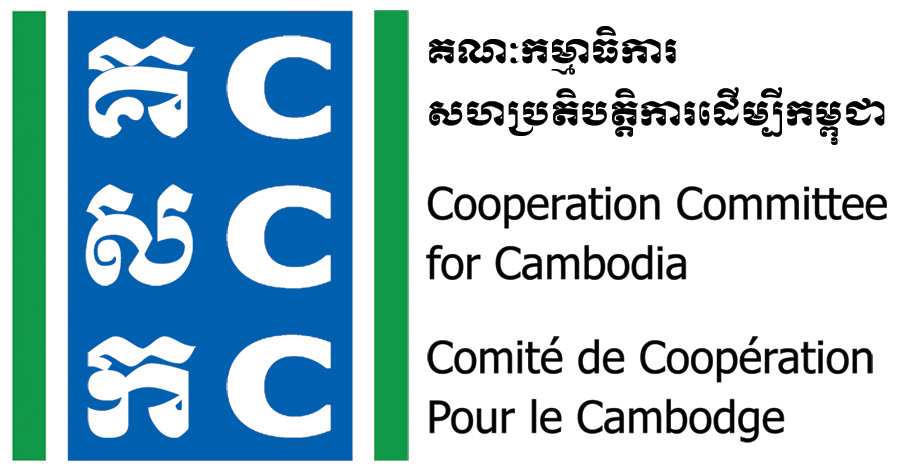 គ C
ស C
ក C
គណៈកម្មាធិការ
សហប្រតិបត្តិការដើម្បីកម្ពុជា
Cooperation Committee
for Cambodia
Comité de Coopération
Pour le Cambodge